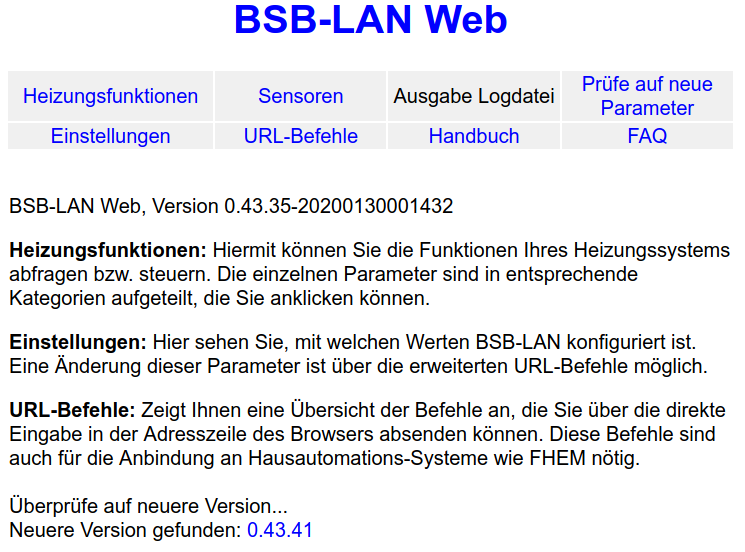 BSB-LAN Web
Heizungsfunktionen Sensoren Ausgabe Logdatei Prüfe auf neue
Parameter
Einstellungen URL-Befehle Handbuch FAQ
BSB-LAN Web, Version 0.43.35-20200130001432
Heizungsfunktionen: Hiermit können Sie die Funktionen Ihres Heizungssystems
abfragen bzw. steuern. Die einzelnen Parameter sind in entsprechende
Kategorien aufgeteilt, die Sie anklicken können.
Einstellungen: Hier sehen Sie, mit welchen Werten BSB-LAN konfiguriert ist.
Eine Änderung dieser Parameter ist über die erweiterten URL-Befehle möglich.
URL-Befehle: Zeigt Ihnen eine Übersicht der Befehle an, die Sie über die direkte
Eingabe in der Adresszeile des Browsers absenden können. Diese Befehle sind
auch für die Anbindung an Hausautomations-Systeme wie FHEM nötig.
Überprüfe auf neuere Version...
Neuere Version gefunden: 0.43.41